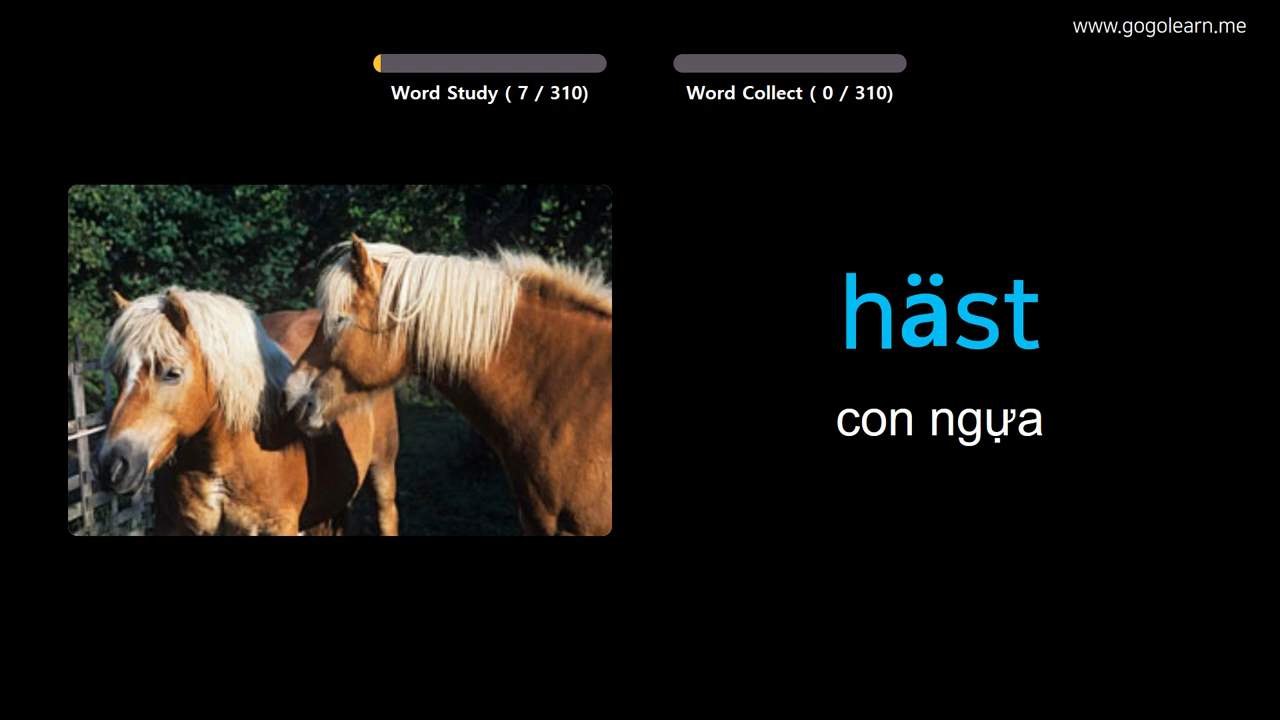 www.gogolearn.me
Word Study ( 7 / 310)
Word Collect ( 0 / 310)
häst
con ngựa